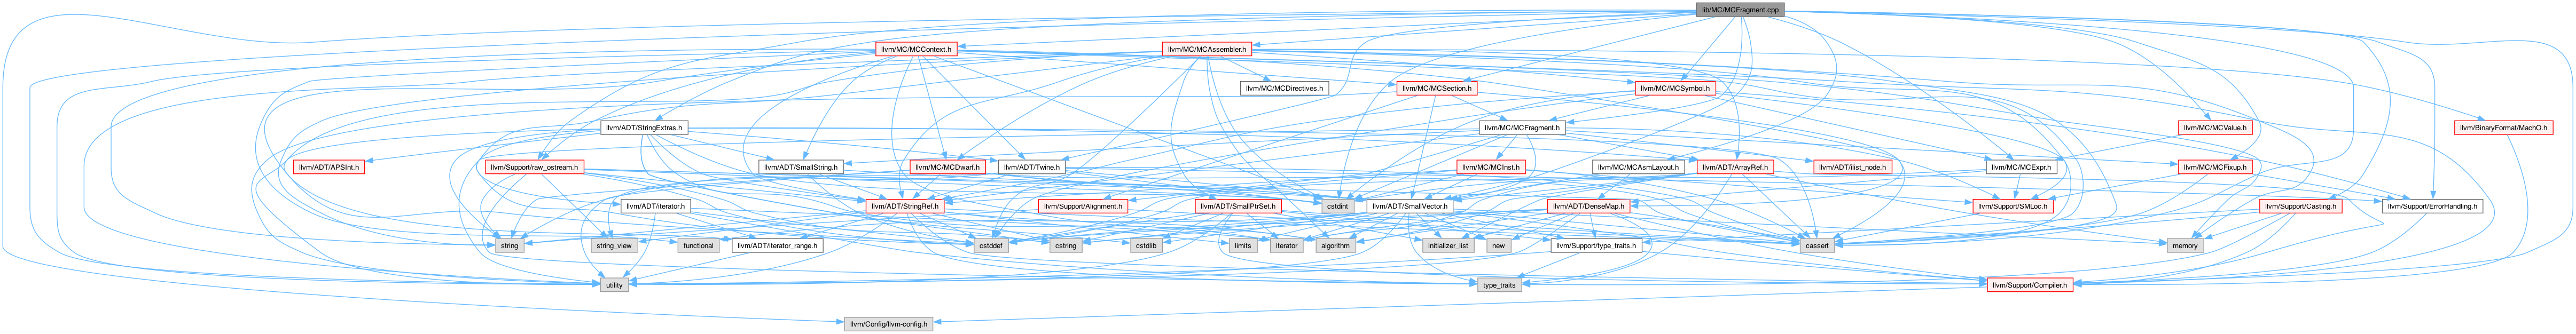 lib/MC/MCFragment.cpp
llvm/MC/MCContext.h
llvm/MC/MCAssembler.h
llvm/MC/MCDirectives.h
llvm/MC/MCSection.h
llvm/MC/MCSymbol.h
llvm/ADT/StringExtras.h
llvm/MC/MCFragment.h
llvm/MC/MCValue.h
llvm/BinaryFormat/MachO.h
llvm/ADT/APSInt.h
llvm/Support/raw_ostream.h
llvm/ADT/SmallString.h
llvm/MC/MCDwarf.h
llvm/ADT/Twine.h
llvm/MC/MCInst.h
llvm/MC/MCAsmLayout.h
llvm/ADT/ArrayRef.h
llvm/ADT/ilist_node.h
llvm/MC/MCExpr.h
llvm/MC/MCFixup.h
llvm/ADT/iterator.h
llvm/ADT/StringRef.h
llvm/Support/Alignment.h
llvm/ADT/SmallPtrSet.h
cstdint
llvm/ADT/SmallVector.h
llvm/ADT/DenseMap.h
llvm/Support/SMLoc.h
llvm/Support/Casting.h
llvm/Support/ErrorHandling.h
string
string_view
functional
llvm/ADT/iterator_range.h
cstddef
cstring
cstdlib
limits
iterator
algorithm
initializer_list
new
llvm/Support/type_traits.h
cassert
memory
utility
type_traits
llvm/Support/Compiler.h
llvm/Config/llvm-config.h